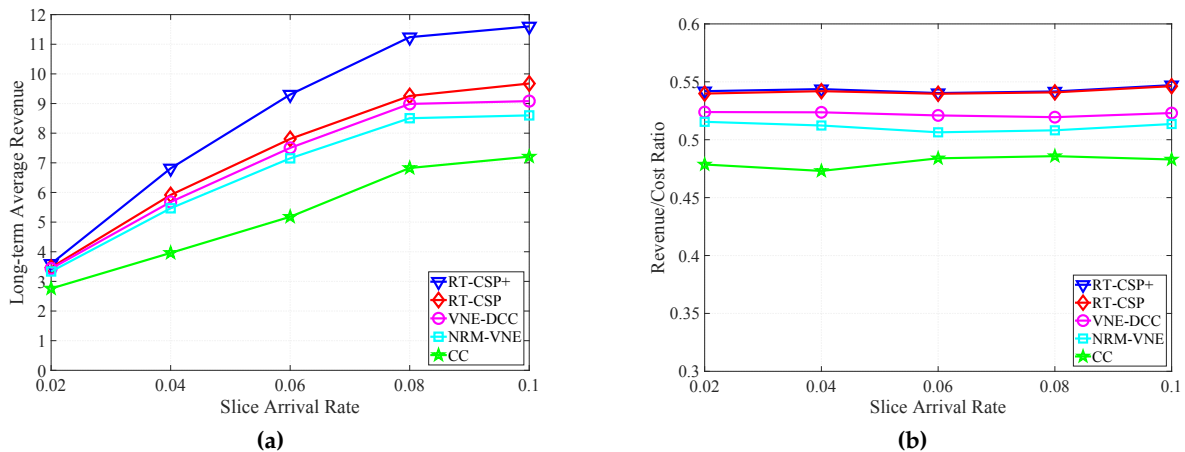 12
11
10
9
8
7
6
5
4
3
2
1
0
Long-term Average Revenue
0.02 0.04 0.06 0.08 0.1
Slice Arrival Rate
RT-CSP+
RT-CSP
VNE-DCC
NRM-VNE
CC
(a)
0.6
0.55
0.5
0.45
0.4
0.35
0.3
Revenue/Cost Ratio
0.02 0.04 0.06 0.08 0.1
Slice Arrival Rate
RT-CSP+
RT-CSP
VNE-DCC
NRM-VNE
CC
(b)